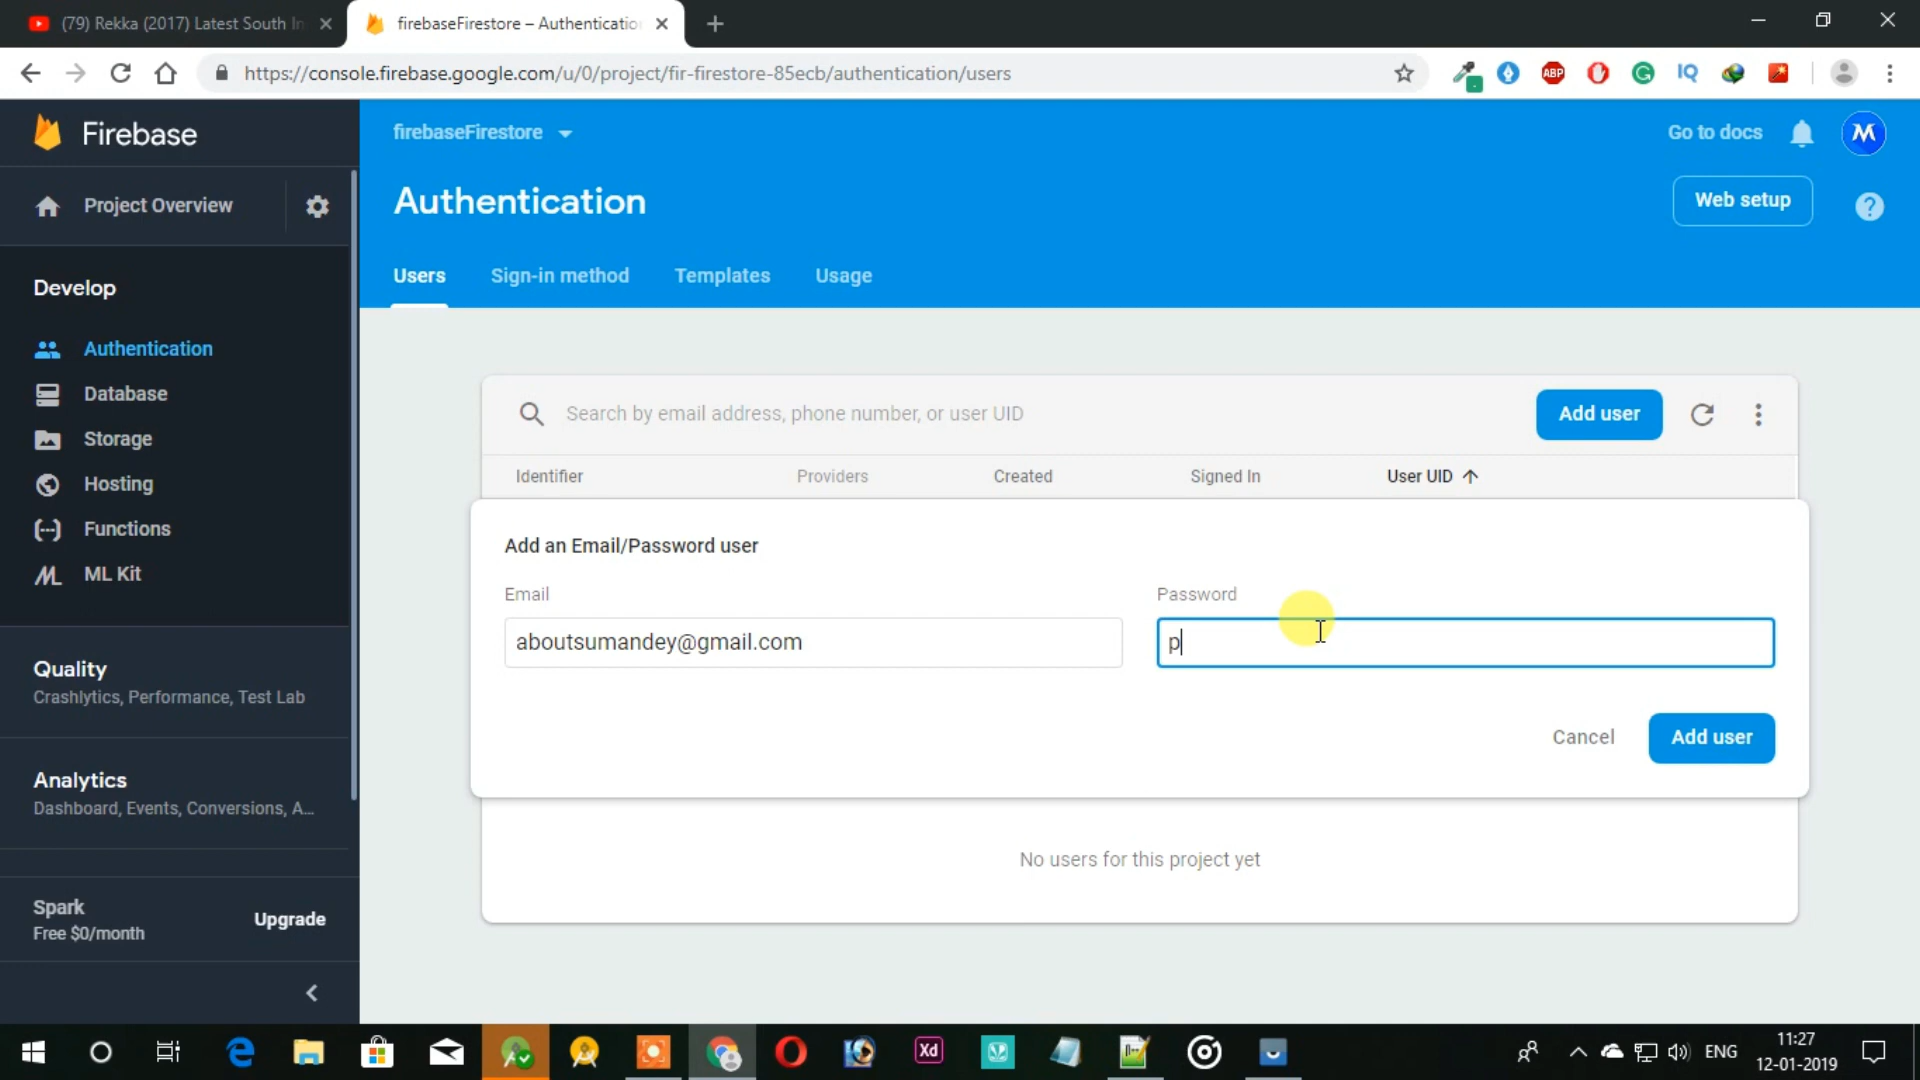 (79) Rekka (2017) Latest South In
firebaseFirestore – Authentication
https://console.firebase.google.com/u/0/project/fir-firestore-85ecb/authentication/users
ABP
IQ
Firebase
firebaseFirestore
Go to docs
Project Overview
Authentication
Web setup
Develop
Users
Sign-in method
Templates
Usage
Authentication
Database
Storage
Hosting
Functions
ML Kit
Search by email address, phone number, or user UID
Add user
Identifier
Providers
Created
Signed In
User UID
Add an Email/Password user
Email
Password
aboutsumandey@gmail.com
p
Cancel
Add user
Quality
Crashlytics, Performance, Test Lab
Analytics
Dashboard, Events, Conversions, A...
No users for this project yet
Spark
Free $0/month
Upgrade
Xd
ENG
11:27
12-01-2019